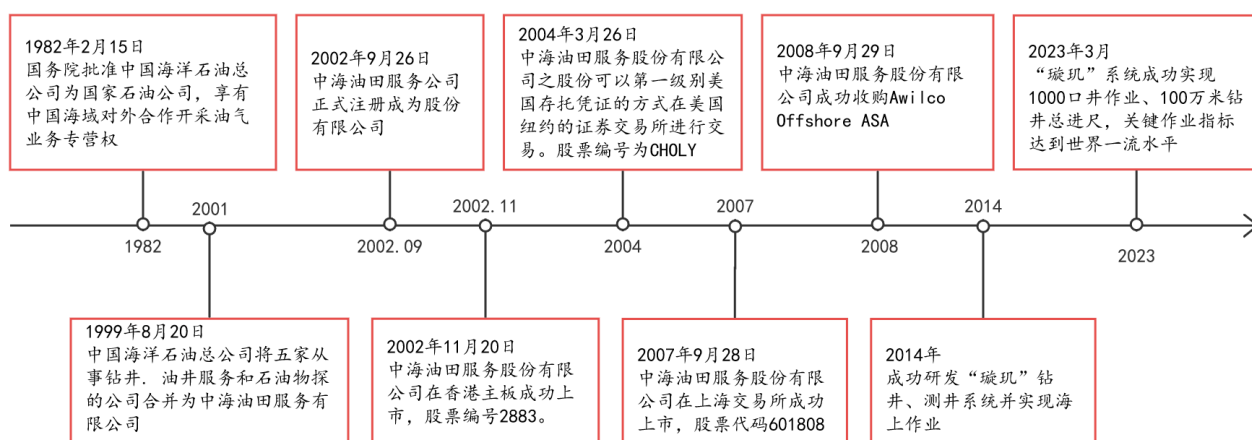 1982年2月15日
国务院批准中国海洋石油总
公司为国家石油公司，享有
中国海域对外合作开采油气
业务专营权
2002年9月26日
中海油田服务公司
正式注册成为股份
有限公司
2004年3月26日
中海油田服务股份有限公
司之股份可以第一级别美
国存托凭证的方式在美国
纽约的证券交易所进行交
易。股票编号为CHOLY
2008年9月29日
中海油田服务股份有限
公司成功收购Awilco
Offshore ASA
2023年3月
“璇玑”系统成功实现
1000口井作业、100万米钻
井总进尺，关键作业指标
达到世界一流水平
2001
2002.11
2007
2014
1982
2002.09
2004
2008
2023
1999年8月20日
中国海洋石油总公司将五家从
事钻井．油井服务和石油物探
的公司合并为中海油田服务有
限公司
2002年11月20日
中海油田服务股份有限
公司在香港主板成功上
市，股票编号2883。
2007年9月28日
中海油田服务股份有限
公司在上海交易所成功
上市，股票代码601808
2014年
成功研发“璇玑”钻
井、测井系统并实现海
上作业